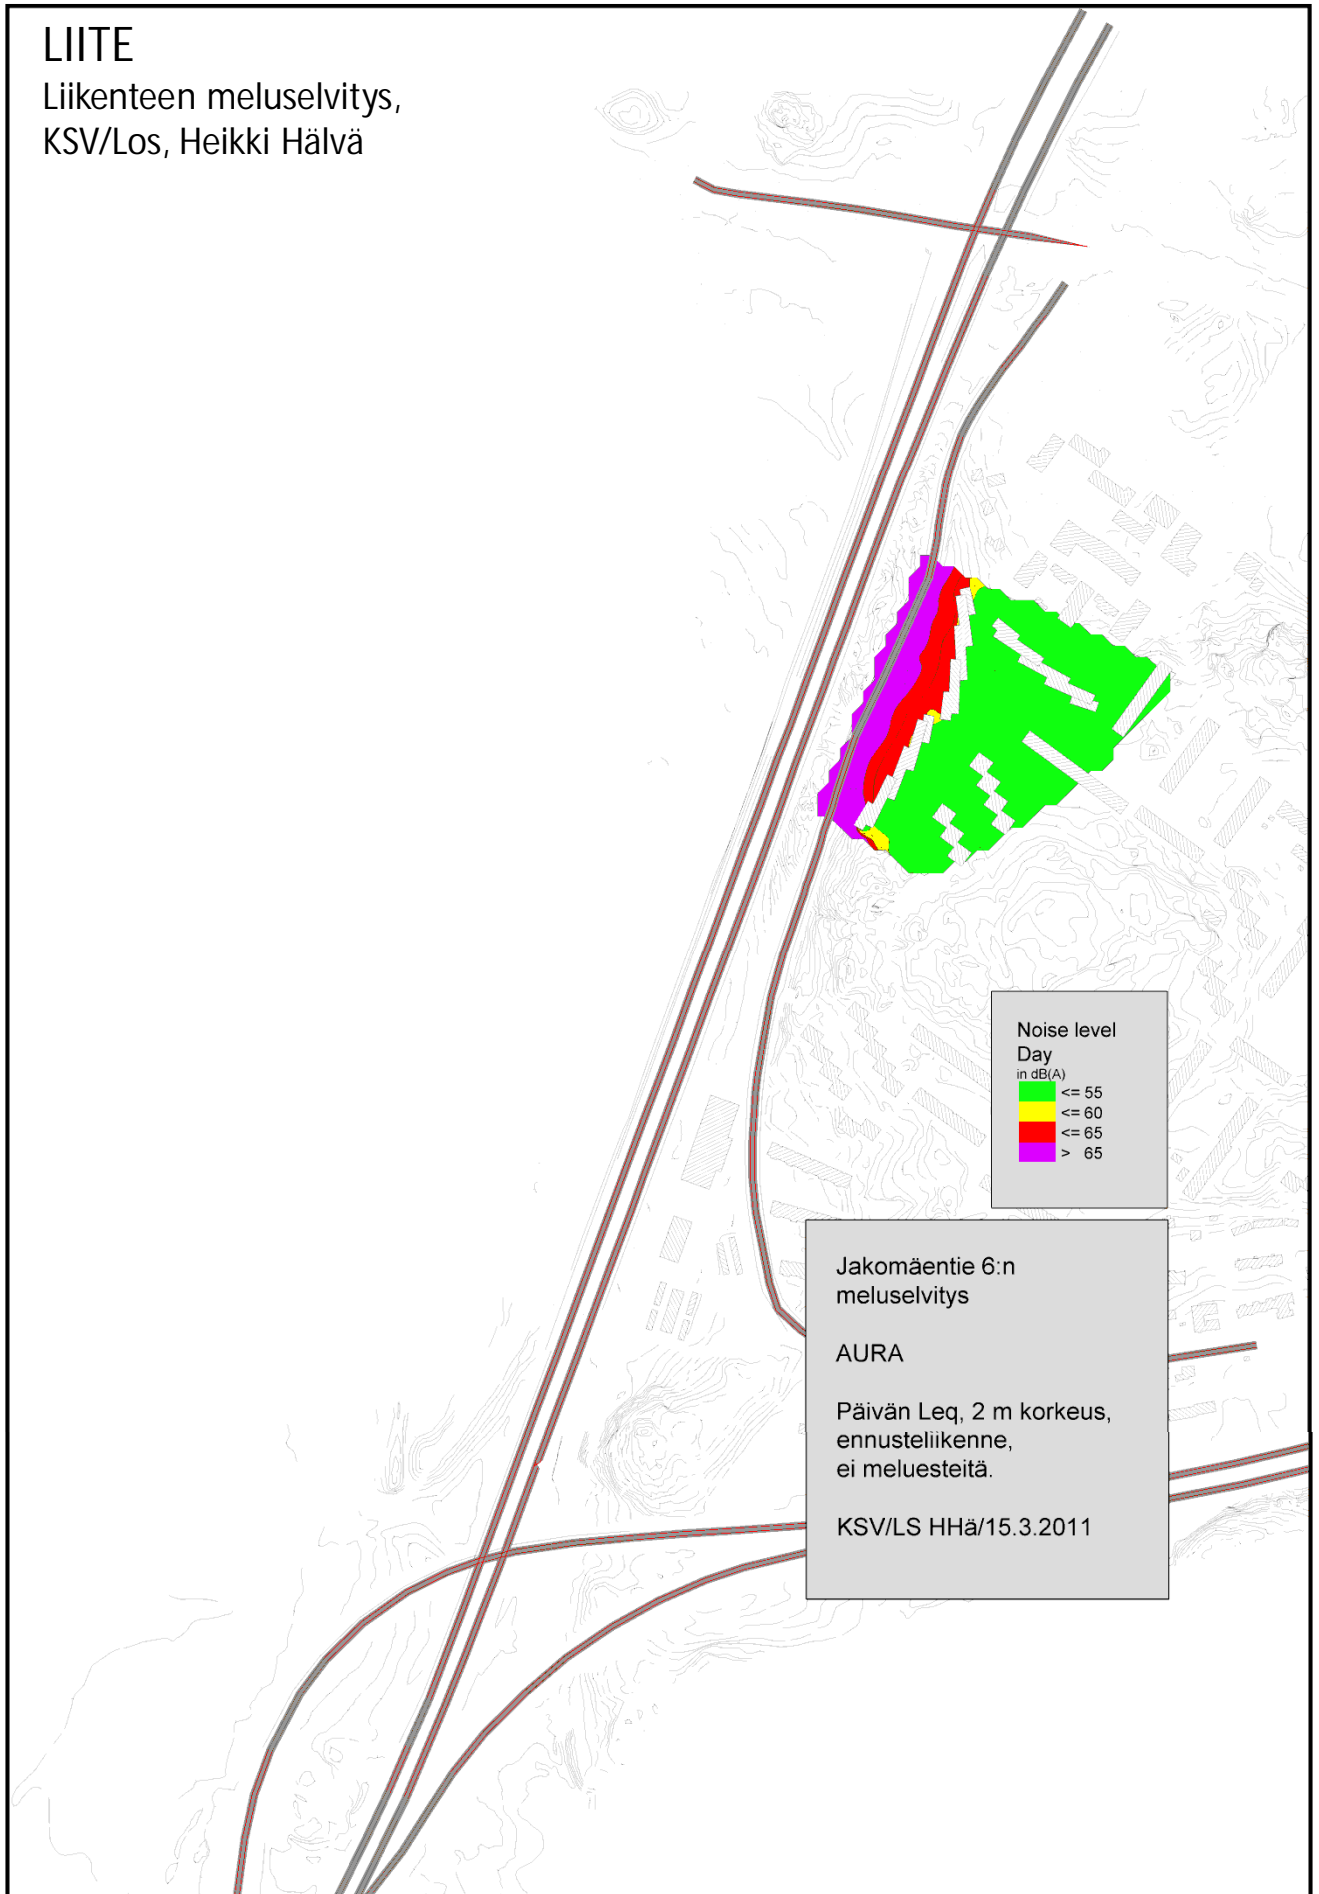 LIITE
Liikenteen meluselvitys,
KSV/Los, Heikki Hälvä
Noise level
Day
in dB(A)
<= 55
<= 60
<= 65
> 65
Jakomäentie 6:n
meluselvitys
AURA
Päivän Leq, 2 m korkeus,
ennusteliikenne,
ei meluesteitä.
KSV/LS HHä/15.3.2011